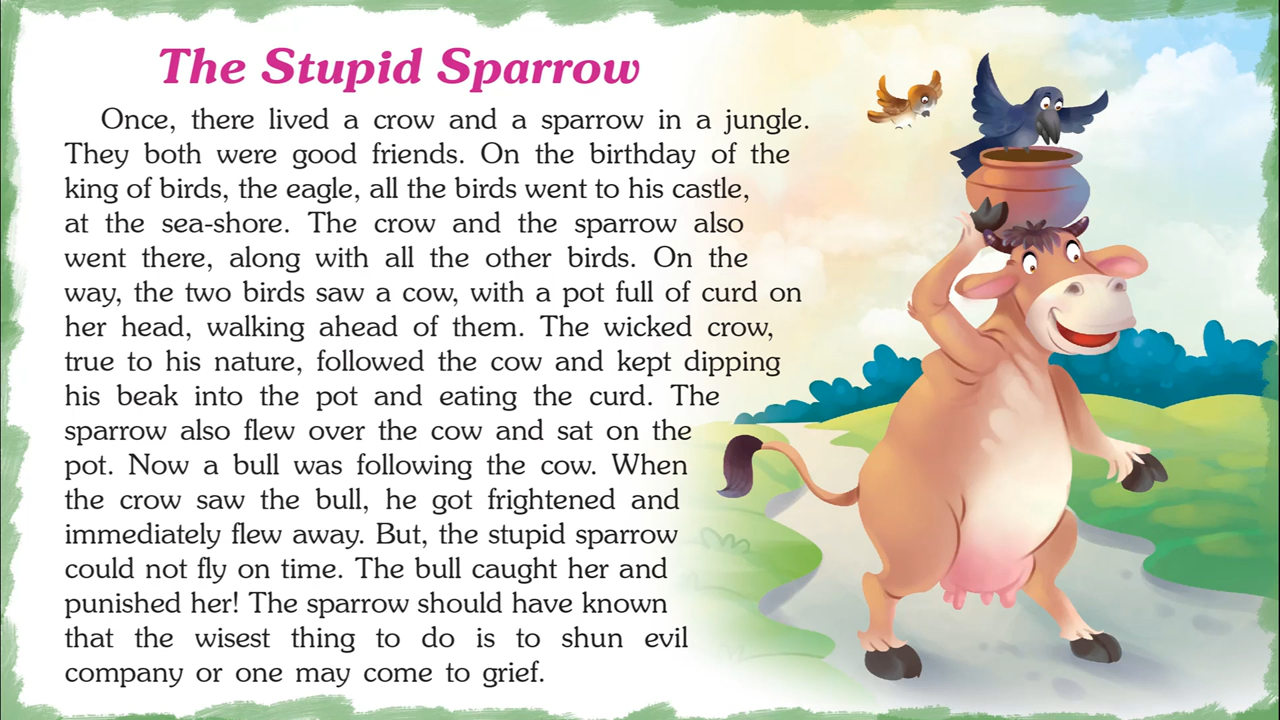 The Stupid Sparrow
Once, there lived a crow and a sparrow in a jungle.
They both were good friends. On the birthday of the
king of birds, the eagle, all the birds went to his castle,
at the sea-shore. The crow and the sparrow also
went there, along with all the other birds. On the
way, the two birds saw a cow, with a pot full of curd on
her head, walking ahead of them. The wicked crow,
true to his nature, followed the cow and kept dipping
his beak into the pot and eating the curd. The
sparrow also flew over the cow and sat on the
pot. Now a bull was following the cow. When
the crow saw the bull, he got frightened and
immediately flew away. But, the stupid sparrow
could not fly on time. The bull caught her and
punished her! The sparrow should have known
that the wisest thing to do is to shun evil
company or one may come to grief.